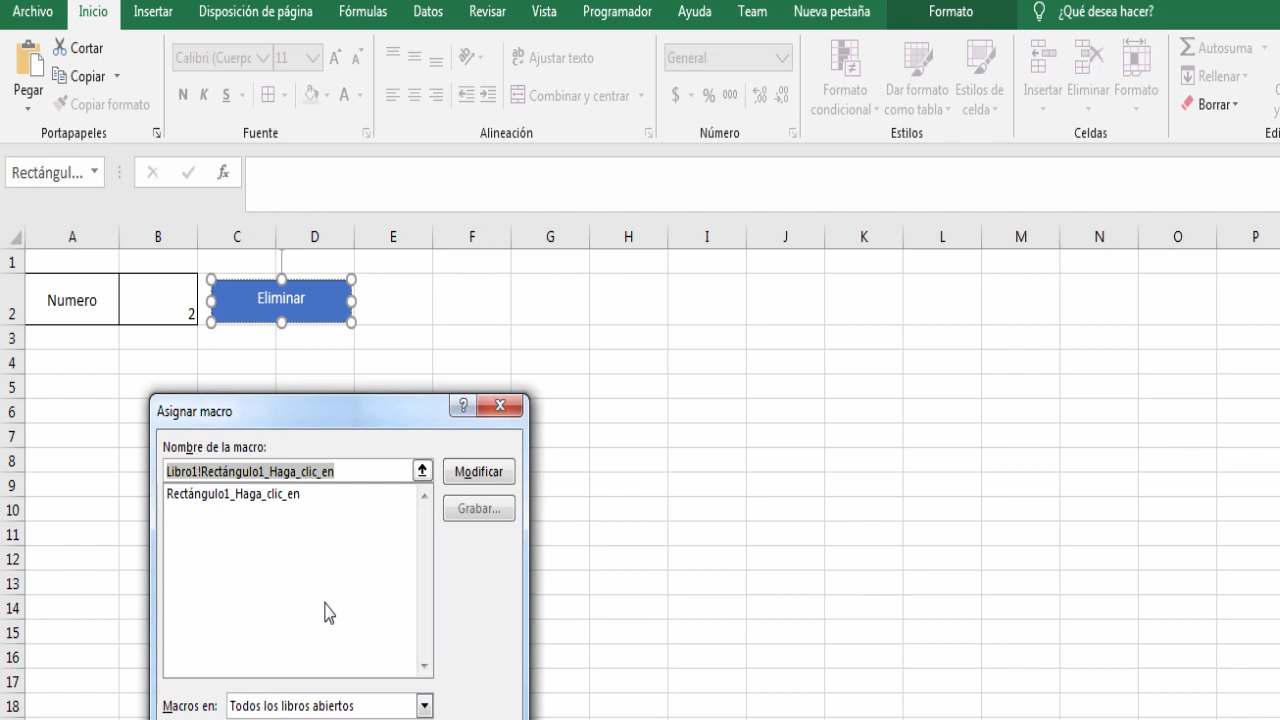 Archivo Inicio Insertar Disposición de página Fórmulas Datos Revisar Vista Programador Ayuda Team Nueva pestaña Formato ¿Qué desea hacer?
Cortar
Copiar
Copiar formato
Pegar
Portapapeles
Calibri (Cuerpo 11
N K S
A
Fuente
Ajustar texto
Combinar y centrar
Alineación
General
$ % 000
Número
Formato condicional
Dar formato como tabla
Estilos de celda
Estilos
Insertar Eliminar Formato
Celdas
Autosuma
Rellenar
Borrar
Edi
Rectángul... fx
A B C D E F G H I J K L M N O P
1
2 Numero 2 Eliminar
3
4
5
6
7
8
9
10
11
12
13
14
15
16
17
18
Asignar macro
Nombre de la macro:
Libro1!Rectángulo1_Haga_clic_en
Modificar
Rectángulo1_Haga_clic_en
Grabar...
Macros en: Todos los libros abiertos